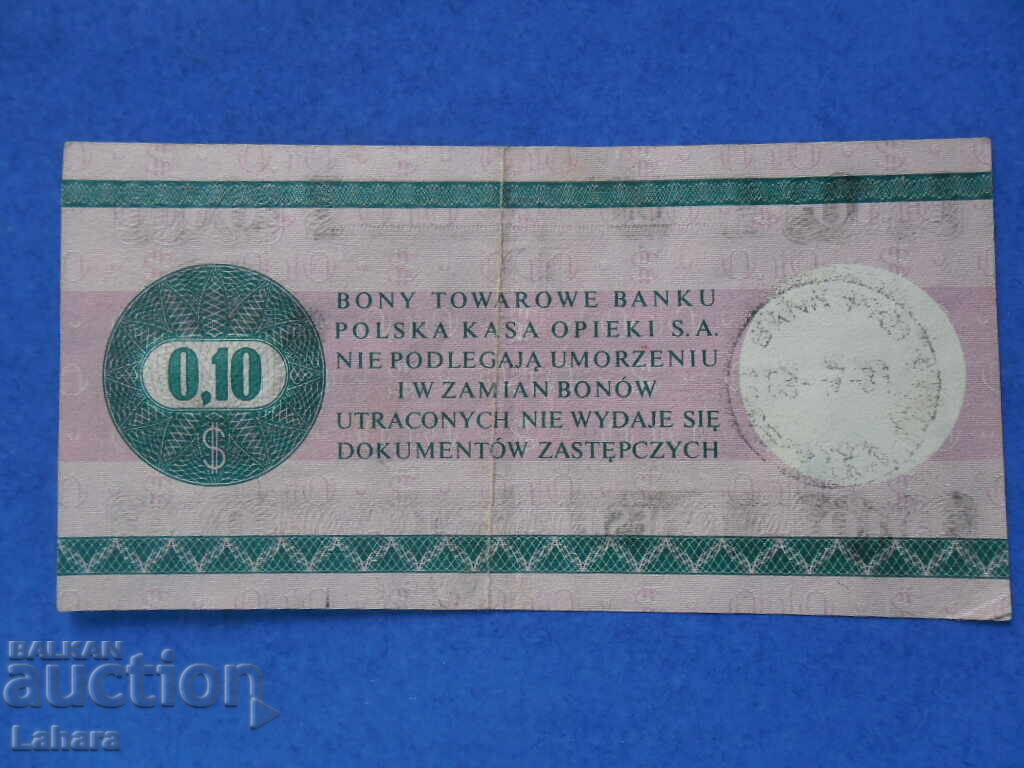 BONY TOWAROWE BANKU
POLSKA KASA OPIEKI S.A.
NIE PODLEGAJĄ UMORZENIU
I W ZAMIAN BONÓW
UTRACONYCH NIE WYDAJE SIĘ
DOKUMENTÓW ZASTĘPCZYCH
0,10
$
BALKAN
auction
Lahara